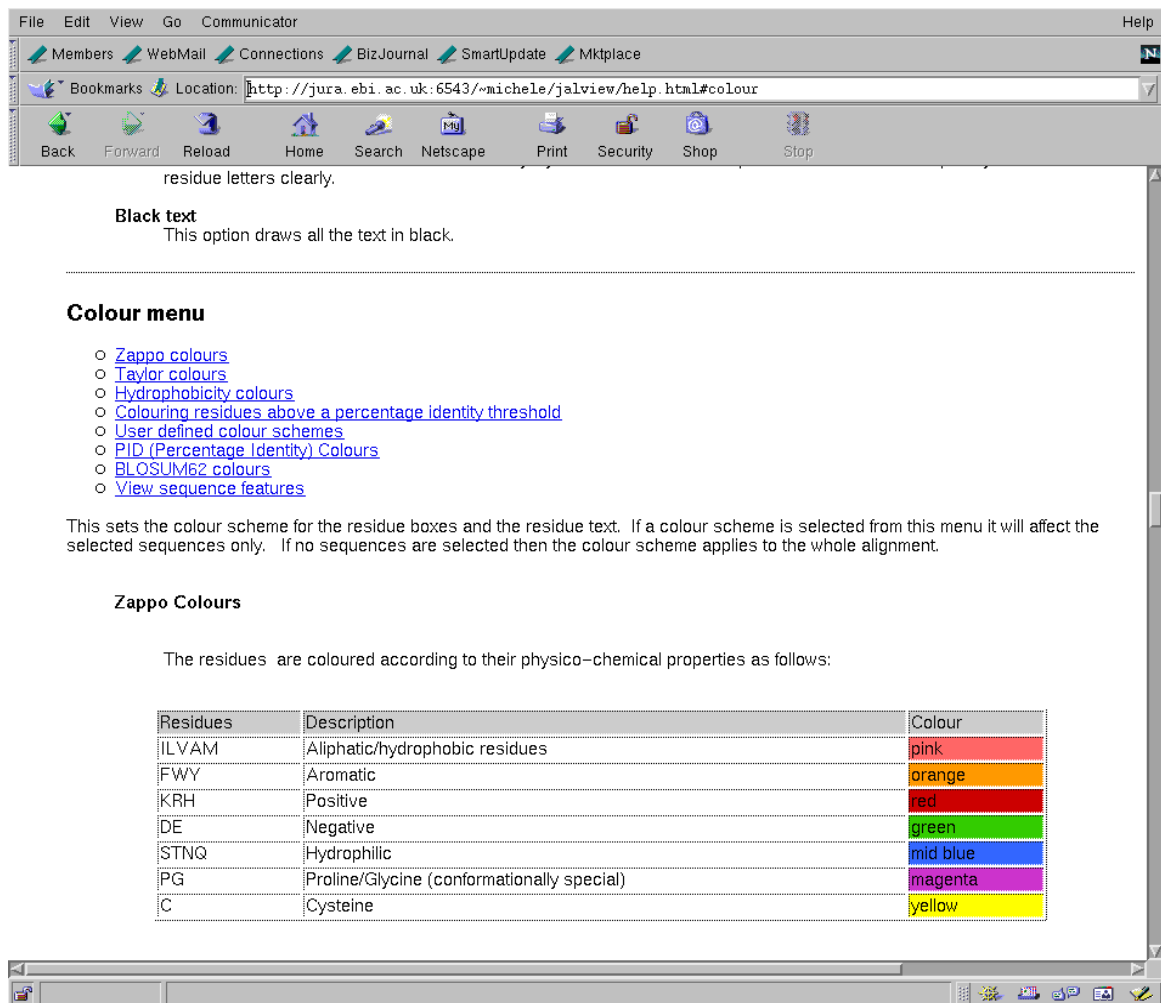 File Edit View Go Communicator Help
Members WebMail Connections BizJournal SmartUpdate Mktplace
N
Bookmarks Location: http://jura.ebi.ac.uk:6543/~michele/jalview/help.html#colour
My
Back Forward Reload Home Search Netscape Print Security Shop Stop
residue letters clearly.
Black text
This option draws all the text in black.
Colour menu
Zappo colours
Taylor colours
Hydrophobicity colours
Colouring residues above a percentage identity threshold
User defined colour schemes
PID (Percentage Identity) Colours
BLOSUM62 colours
View sequence features
This sets the colour scheme for the residue boxes and the residue text. If a colour scheme is selected from this menu it will affect the
selected sequences only. If no sequences are selected then the colour scheme applies to the whole alignment.
Zappo Colours
The residues are coloured according to their physico-chemical properties as follows:
Residues Description Colour
ILVAM Aliphatic/hydrophobic residues pink
FWY Aromatic orange
KRH Positive red
DE Negative green
STNQ Hydrophilic mid blue
PG Proline/Glycine (conformationally special) magenta
C Cysteine yellow